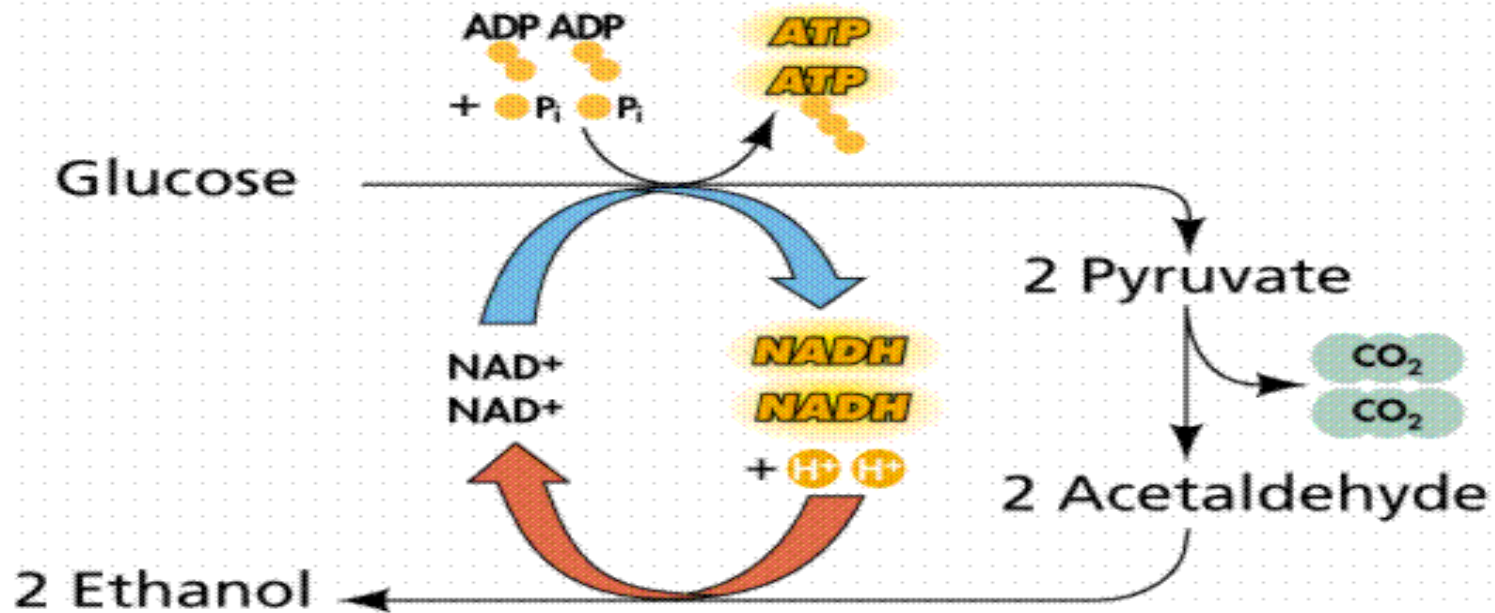 ADP ADP
+ Pi Pi
ATP
ATP
Glucose
2 Pyruvate
NAD+
NAD+
NADH
NADH
+ H+ H+
CO2
CO2
2 Acetaldehyde
2 Ethanol